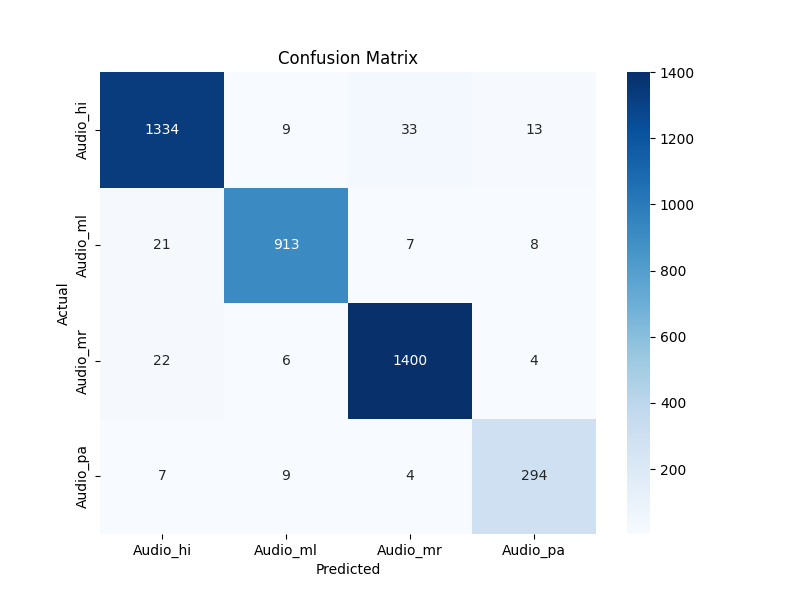 Confusion Matrix
Audio_hi 1334 9 33 13
Audio_ml 21 913 7 8
Audio_mr 22 6 1400 4
Audio_pa 7 9 4 294
Audio_hi Audio_ml Audio_mr Audio_pa
Predicted
Actual
1400
1200
1000
800
600
400
200